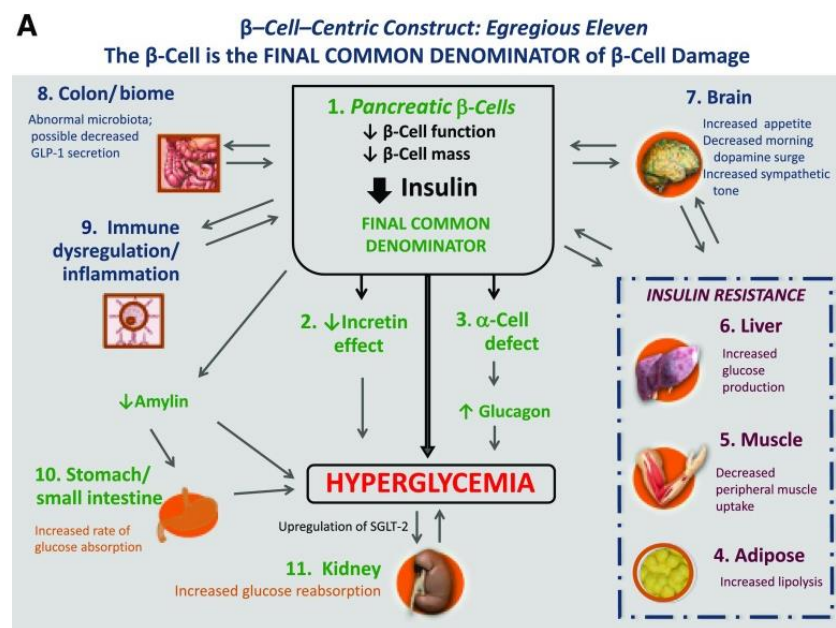 A
β–Cell–Centric Construct: Egregious Eleven
The β-Cell is the FINAL COMMON DENOMINATOR of β-Cell Damage
8. Colon/biome
Abnormal microbiota;
possible decreased
GLP-1 secretion
1. Pancreatic β-Cells
↓ β-Cell function
↓ β-Cell mass
Insulin
FINAL COMMON
DENOMINATOR
7. Brain
Increased appetite
Decreased morning
dopamine surge
Increased sympathetic
tone
9. Immune
dysregulation/
inflammation
2. ↓Incretin
effect
3. α-Cell
defect
↑ Glucagon
↓Amylin
INSULIN RESISTANCE
6. Liver
Increased
glucose
production
5. Muscle
Decreased
peripheral muscle
uptake
4. Adipose
Increased lipolysis
10. Stomach/
small intestine
Increased rate of
glucose absorption
HYPERGLYCEMIA
Upregulation of SGLT-2
11. Kidney
Increased glucose reabsorption